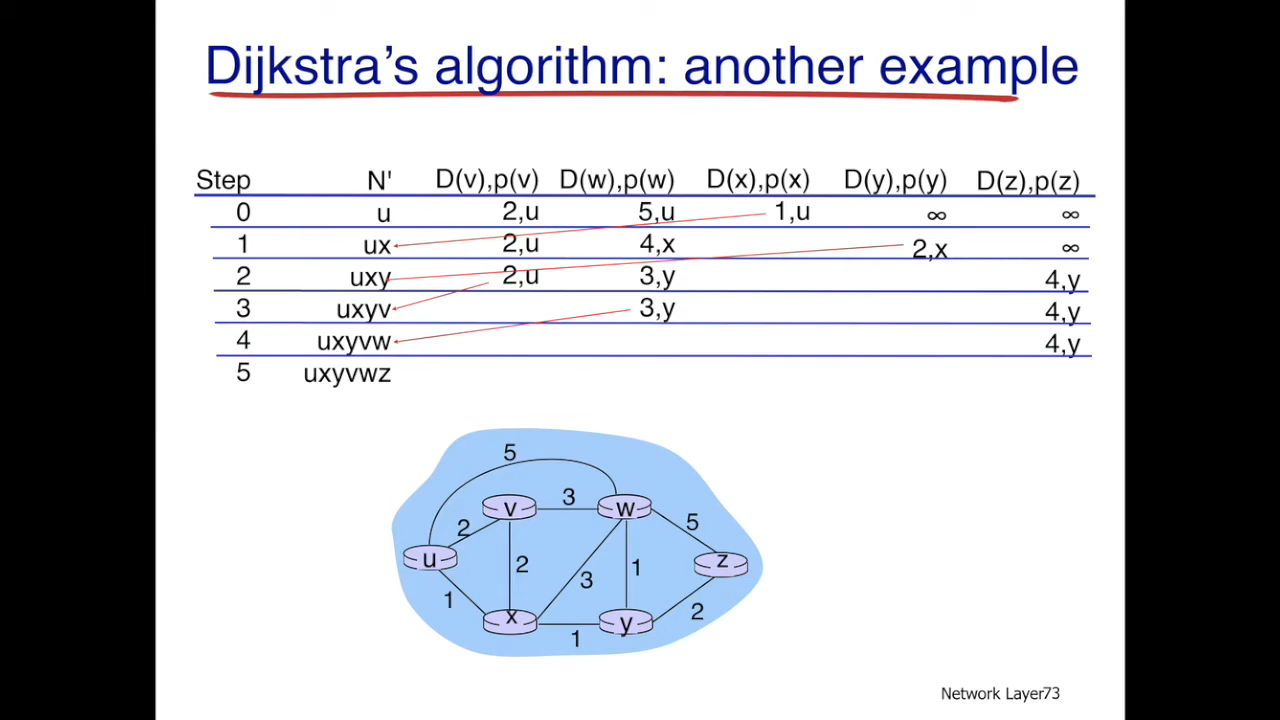 Dijkstra's algorithm: another example
Step N' D(v),p(v) D(w),p(w) D(x),p(x) D(y),p(y) D(z),p(z)
0 u 2,u 5,u 1,u ∞ ∞
1 ux 2,u 4,x 2,x ∞
2 uxy 2,u 3,y 4,y
3 uxyv 3,y 4,y
4 uxyvw 4,y
5 uxyvwz
5
v 3 w
2 5
u 2 3 1 z
1 2
x 1 y
Network Layer73